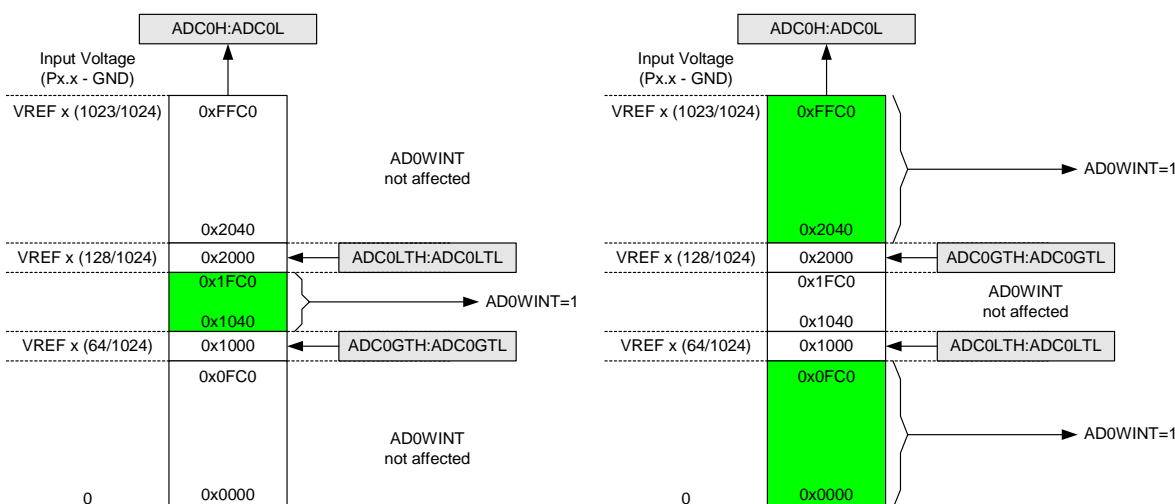 ADC0H:ADC0L
Input Voltage
(Px.x - GND)
VREF x (1023/1024)
0xFFC0
AD0WINT
not affected
0x2040
VREF x (128/1024)
0x2000
ADC0LTH:ADC0LTL
0x1FC0
AD0WINT=1
0x1040
VREF x (64/1024)
0x1000
ADC0GTH:ADC0GTL
0x0FC0
AD0WINT
not affected
0
0x0000
ADC0H:ADC0L
Input Voltage
(Px.x - GND)
VREF x (1023/1024)
0xFFC0
AD0WINT=1
0x2040
VREF x (128/1024)
0x2000
ADC0GTH:ADC0GTL
0x1FC0
AD0WINT
not affected
0x1040
VREF x (64/1024)
0x1000
ADC0LTH:ADC0LTL
0x0FC0
AD0WINT=1
0
0x0000